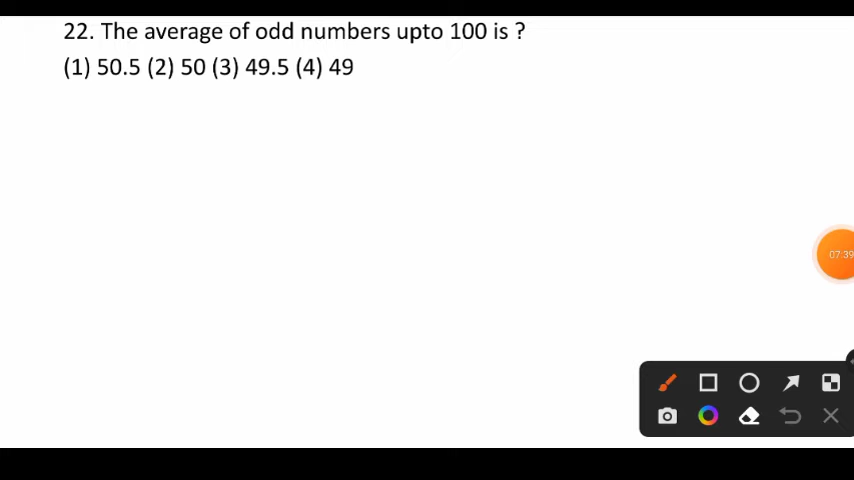 22. The average of odd numbers upto 100 is ?
(1) 50.5 (2) 50 (3) 49.5 (4) 49
07:39